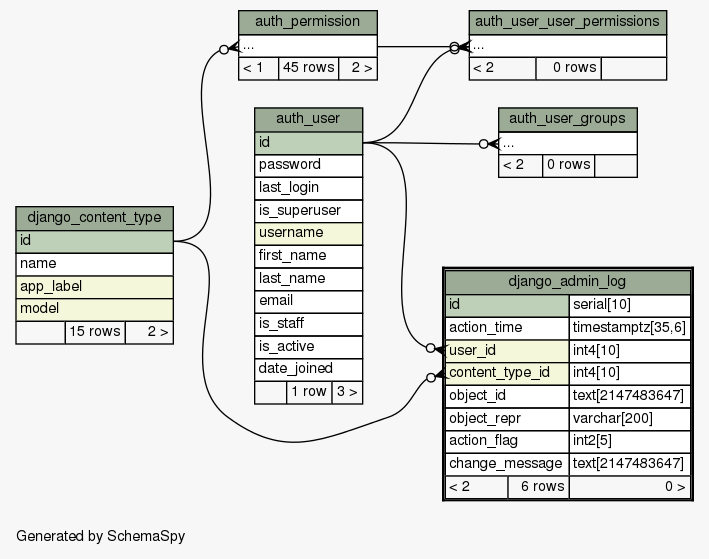 auth_permission
...
< 1 45 rows 2 >
auth_user_user_permissions
...
< 2 0 rows
auth_user
id
password
last_login
is_superuser
username
first_name
last_name
email
is_staff
is_active
date_joined
1 row 3 >
auth_user_groups
...
< 2 0 rows
django_content_type
id
name
app_label
model
15 rows 2 >
django_admin_log
id serial[10]
action_time timestamptz[35,6]
user_id int4[10]
content_type_id int4[10]
object_id text[2147483647]
object_repr varchar[200]
action_flag int2[5]
change_message text[2147483647]
< 2 6 rows 0 >
Generated by SchemaSpy